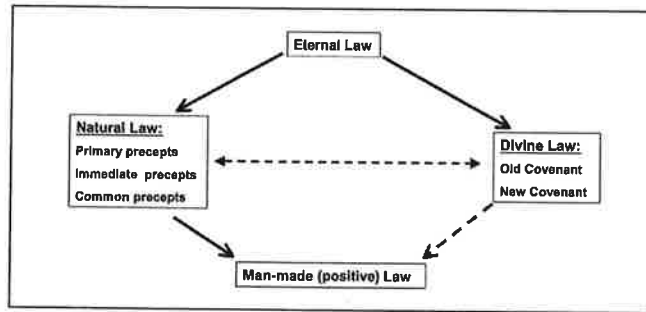 Eternal Law
Natural Law:
Primary precepts
Immediate precepts
Common precepts
Divine Law:
Old Covenant
New Covenant
Man-made (positive) Law